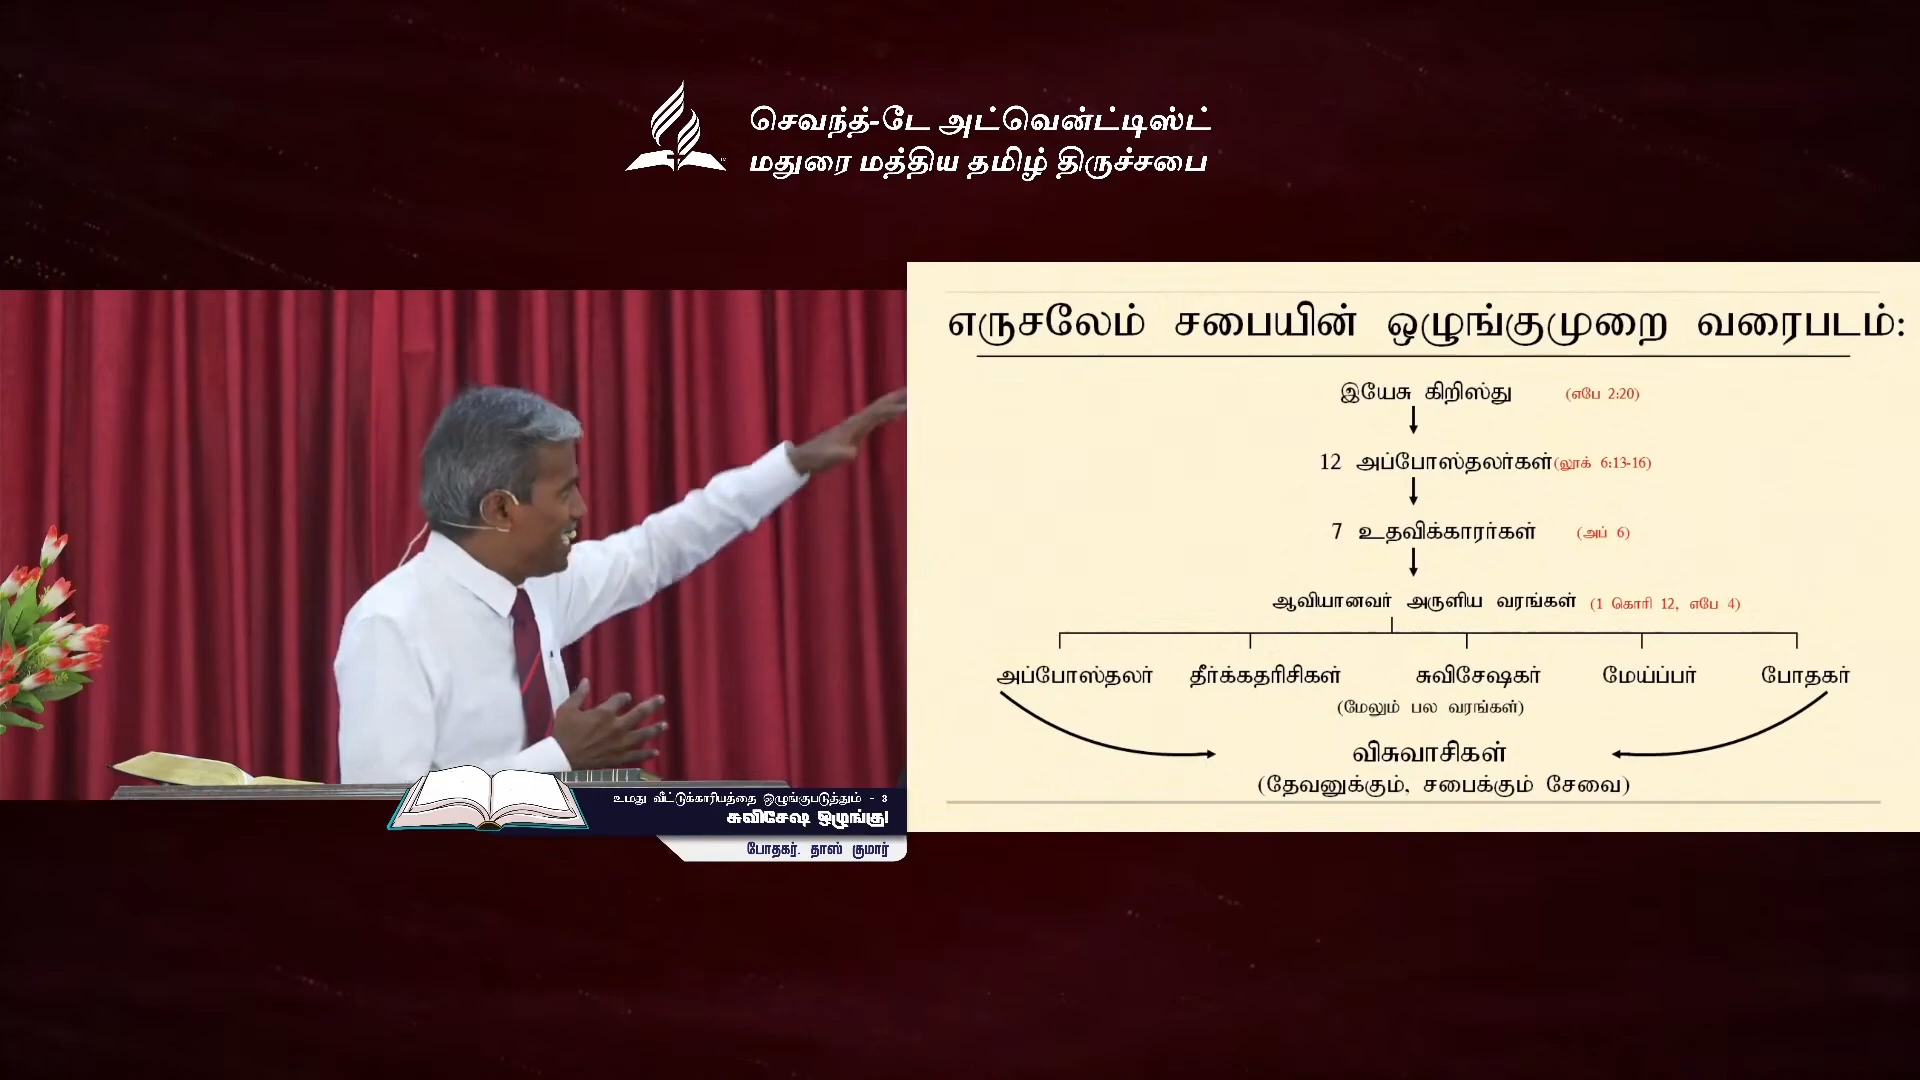 செவந்த்-டே அட்வென்ட்டிஸ்ட்
மதுரை மத்திய தமிழ் திருச்சபை
எருசலேம் சபையின் ஒழுங்குமுறை வரைபடம்:
இயேசு கிறிஸ்து (எபே 2:20)
12 அப்போஸ்தலர்கள் (லூக் 6:13-16)
7 உதவிக்காரர்கள் (அப் 6)
ஆவியானவர் அருளிய வரங்கள் (1 கொரி 12, எபே 4)
அப்போஸ்தலர் தீர்க்கதரிசிகள் சுவிசேஷகர் மேய்ப்பர் போதகர்
(மேலும் பல வரங்கள்)
விசுவாசிகள்
(தேவனுக்கும், சபைக்கும் சேவை)
உமது வீட்டுக்காரியத்தை ஒழுங்குபடுத்தும் - 3
சுவிசேஷ ஒழுங்கு!
போதகர். தாஸ் குமார்